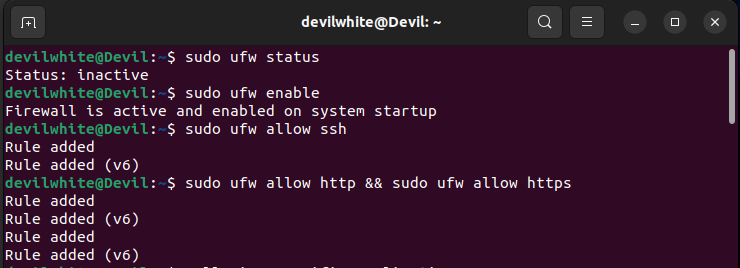 devilwhite@Devil: ~
devilwhite@Devil:~$ sudo ufw status
Status: inactive
devilwhite@Devil:~$ sudo ufw enable
Firewall is active and enabled on system startup
devilwhite@Devil:~$ sudo ufw allow ssh
Rule added
Rule added (v6)
devilwhite@Devil:~$ sudo ufw allow http && sudo ufw allow https
Rule added
Rule added (v6)
Rule added
Rule added (v6)